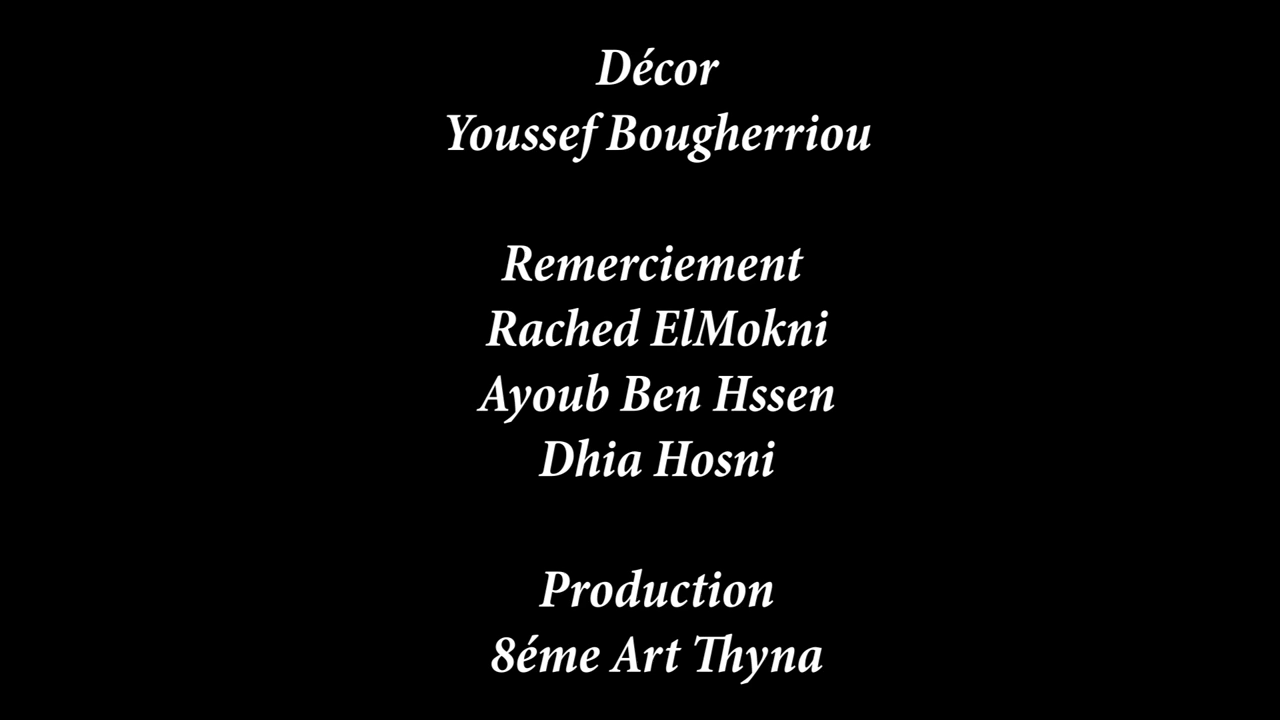 Décor
Youssef Bougherriou
Remerciement
Rached ElMokni
Ayoub Ben Hssen
Dhia Hosni
Production
8éme Art Thyna